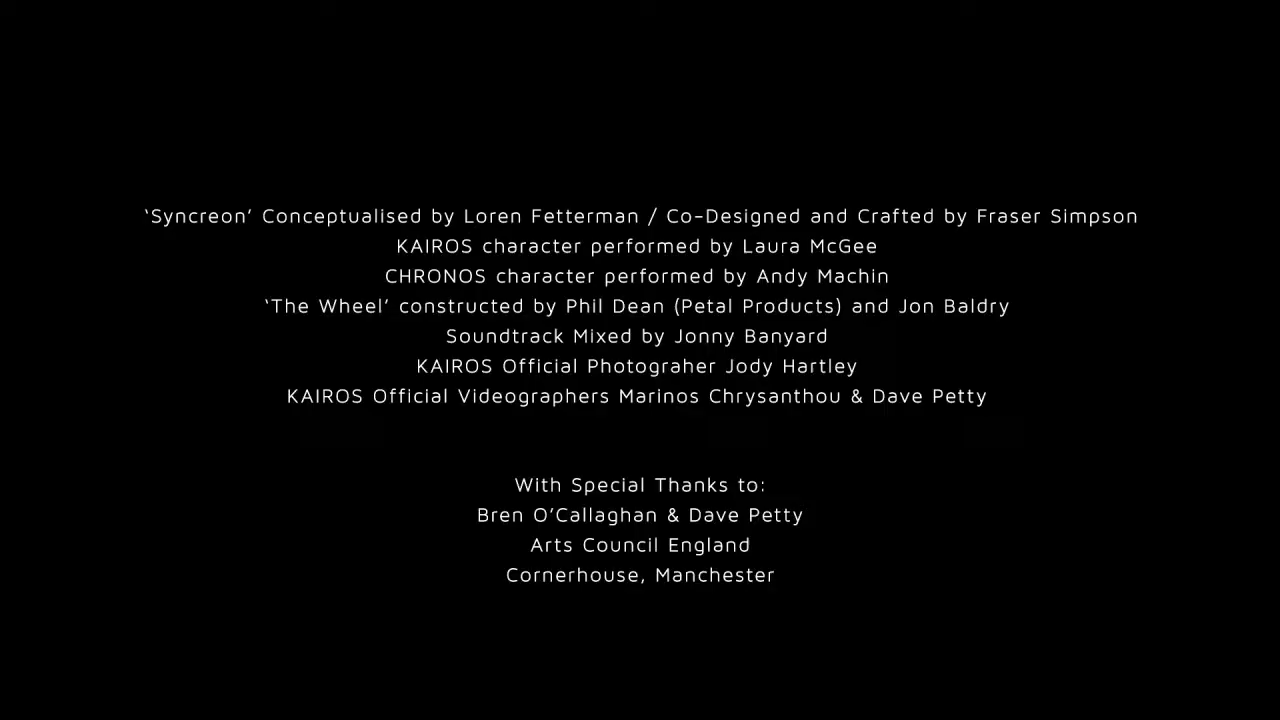 ‘Syncreon’ Conceptualised by Loren Fetterman / Co-Designed and Crafted by Fraser Simpson
KAIROS character performed by Laura McGee
CHRONOS character performed by Andy Machin
‘The Wheel’ constructed by Phil Dean (Petal Products) and Jon Baldry
Soundtrack Mixed by Jonny Banyard
KAIROS Official Photograher Jody Hartley
KAIROS Official Videographers Marinos Chrysanthou & Dave Petty
With Special Thanks to:
Bren O’Callaghan & Dave Petty
Arts Council England
Cornerhouse, Manchester